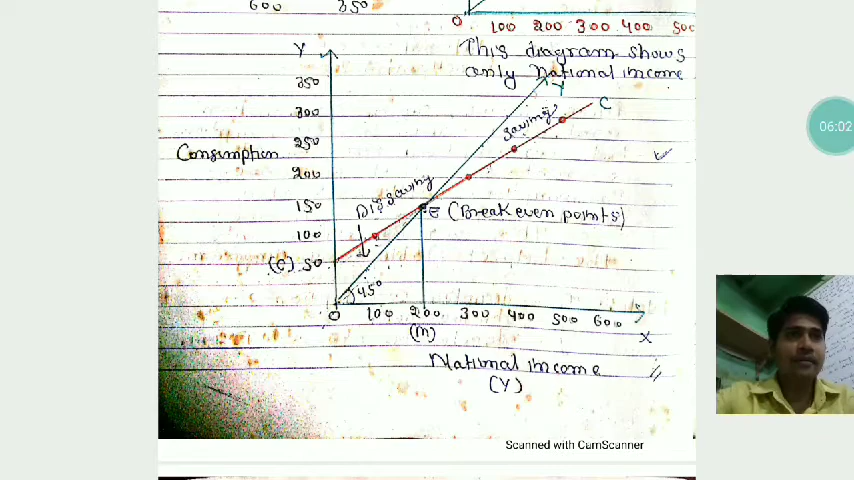 600 350
0 100 200 300 400 500
This diagram shows
only National income
Y
Y
C
350
300
250
200
150
100
(C) 50
Consumption
Saving
Dissaving
E (Break even points)
45°
0 100 200 300 400 500 600
(M)
X
National income
(Y)
Scanned with CamScanner
06:02